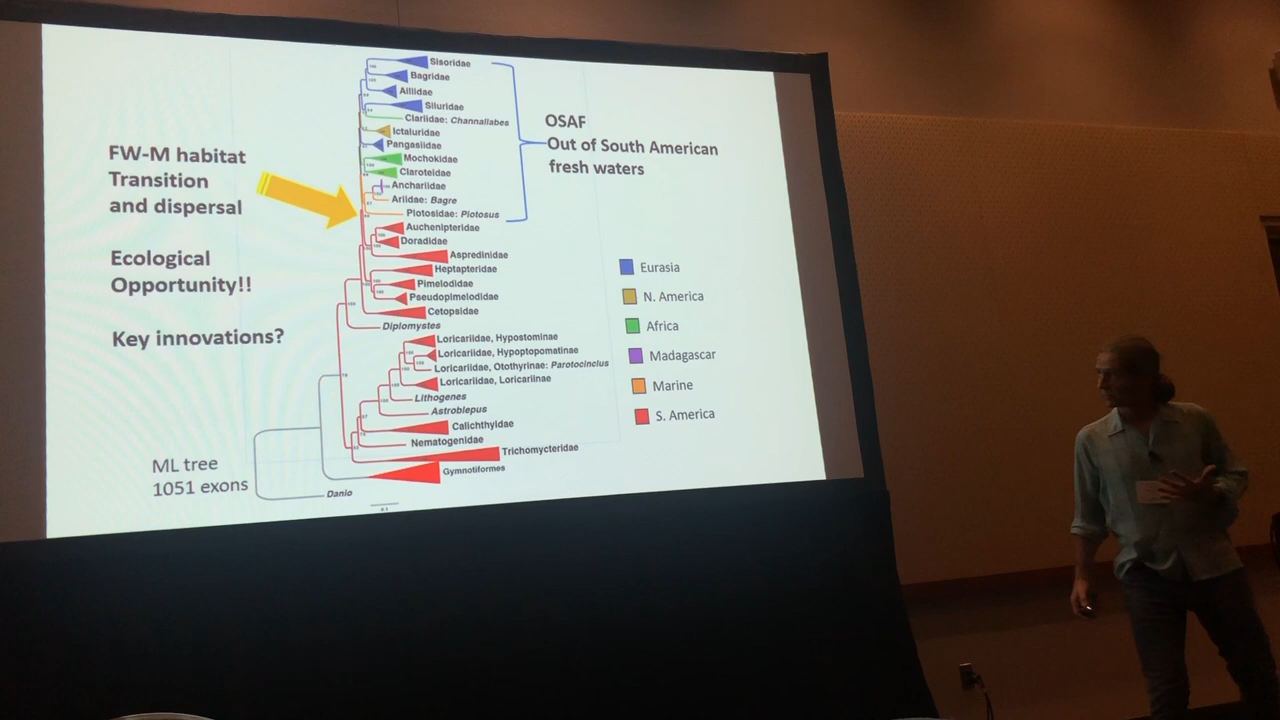 FW-M habitat
Transition
and dispersal
Ecological
Opportunity!!
Key innovations?
ML tree
1051 exons
Sisoridae
Bagridae
Ailiidae
Siluridae
Clariidae: Channallabes
Ictaluridae
Pangasiidae
Mochokidae
Claroteidae
Anchariidae
Ariidae: Bagre
Plotosidae: Plotosus
Auchenipteridae
Doradidae
Aspredinidae
Heptapteridae
Pimelodidae
Pseudopimelodidae
Cetopsidae
Diplomystes
Loricariidae, Hypostominae
Loricariidae, Hypoptopomatinae
Loricariidae, Otothyrinae: Parotocinclus
Loricariidae, Loricariinae
Lithogenes
Astroblepus
Calichthyidae
Nematogenidae
Trichomycteridae
Gymnotiformes
Danio
OSAF
Out of South American
fresh waters
Eurasia
N. America
Africa
Madagascar
Marine
S. America